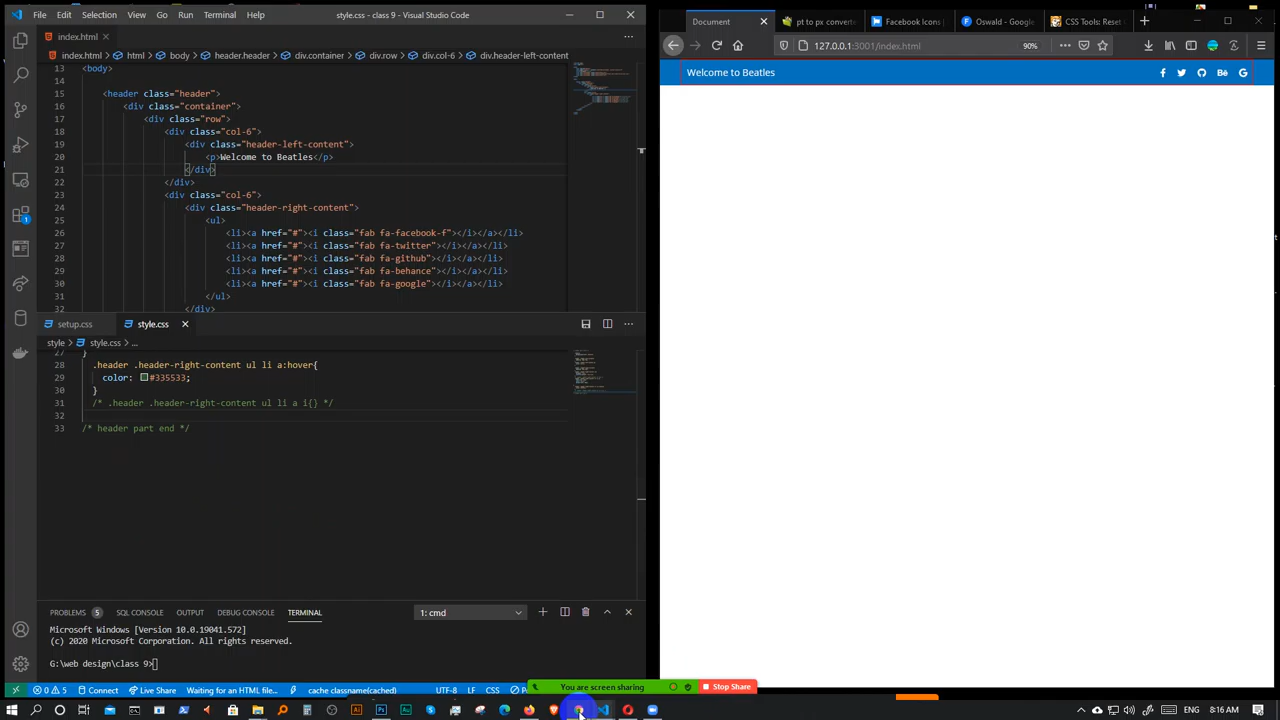 File Edit Selection View Go Run Terminal Help style.css - class 9 - Visual Studio Code
index.html
index.html html body header.header div.container div.row div.col-6 div.header-left-content
13 <body>
14
15 <header class="header">
16 <div class="container">
17 <div class="row">
18 <div class="col-6">
19 <div class="header-left-content">
20 <p>Welcome to Beatles</p>
21 </div>
22 </div>
23 <div class="col-6">
24 <div class="header-right-content">
25 <ul>
26 <li><a href="#"><i class="fab fa-facebook-f"></i></a></li>
27 <li><a href="#"><i class="fab fa-twitter"></i></a></li>
28 <li><a href="#"><i class="fab fa-github"></i></a></li>
29 <li><a href="#"><i class="fab fa-behance"></i></a></li>
30 <li><a href="#"><i class="fab fa-google"></i></a></li>
31 </ul>
32 </div>
setup.css style.css
style style.css ...
27 }
28 .header .header-right-content ul li a:hover{
29 color: #335533;
30 }
31 /* .header .header-right-content ul li a i{} */
32
33 /* header part end */
PROBLEMS 5 SQL CONSOLE OUTPUT DEBUG CONSOLE TERMINAL 1: cmd
Microsoft Windows [Version 10.0.19041.572]
(c) 2020 Microsoft Corporation. All rights reserved.
G:\web design\class 9>
0 5 Connect Live Share Waiting for an HTML file... cache classname(cached) UTF-8 LF CSS
You are screen sharing Stop Share
Document pt to px converte Facebook Icons Oswald - Google CSS Tools: Reset
127.0.0.1:3001/index.html 90%
Welcome to Beatles
ENG 8:16 AM